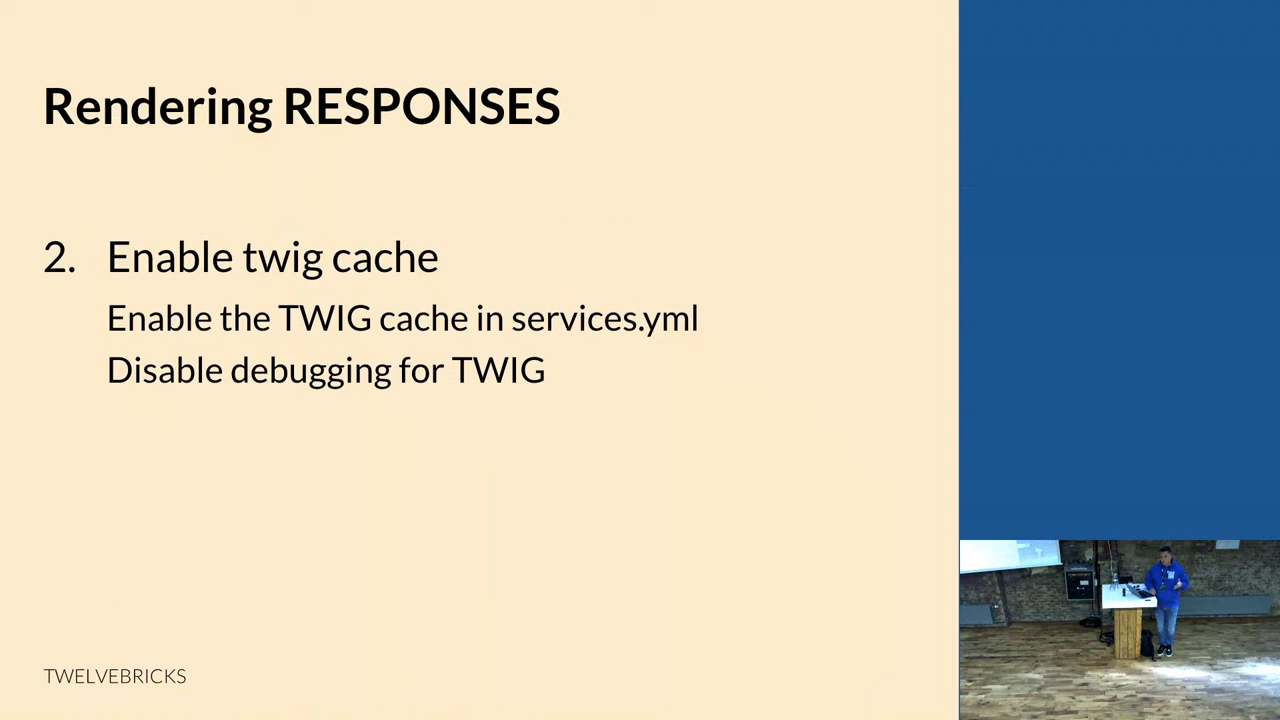 Rendering RESPONSES
2. Enable twig cache
Enable the TWIG cache in services.yml
Disable debugging for TWIG
TWELVEBRICKS